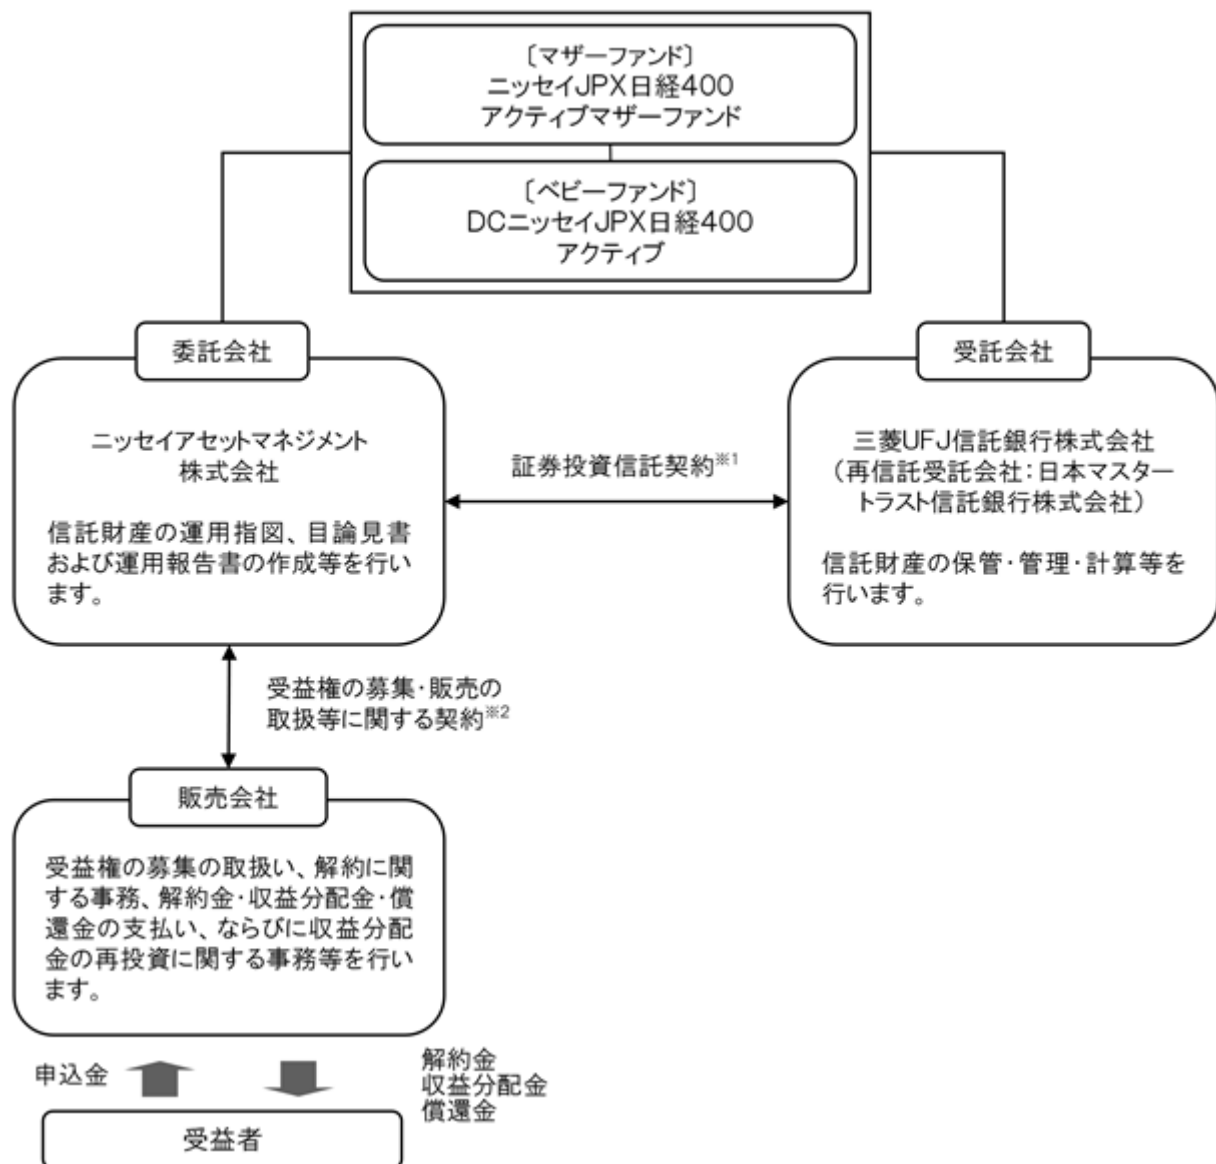 〔マザーファンド〕
ニッセイJPX日経400
アクティブマザーファンド
〔ベビーファンド〕
DCニッセイJPX日経400
アクティブ
委託会社
ニッセイアセットマネジメント
株式会社
信託財産の運用指図、目論見書
および運用報告書の作成等を行い
ます。
証券投資信託契約※1
受託会社
三菱UFJ信託銀行株式会社
（再信託受託会社：日本マスター
トラスト信託銀行株式会社）
信託財産の保管・管理・計算等を
行います。
受益権の募集・販売の
取扱等に関する契約※2
販売会社
受益権の募集の取扱い、解約に関
する事務、解約金・収益分配金・償
還金の支払い、ならびに収益分配
金の再投資に関する事務等を行い
ます。
申込金
解約金
収益分配金
償還金
受益者